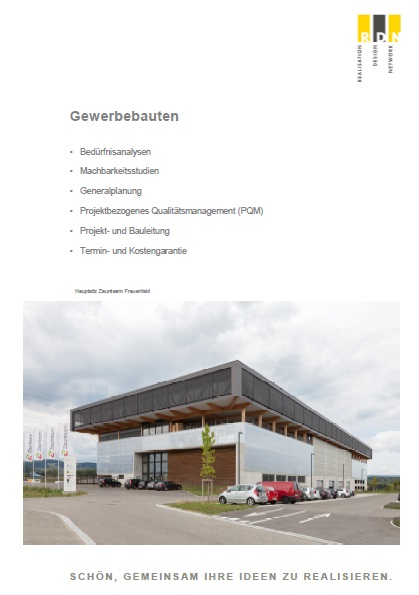 RDN
REALISATION
DESIGN
NETWORK
Gewerbebauten
• Bedürfnisanalysen
• Machbarkeitsstudien
• Generalplanung
• Projektbezogenes Qualitätsmanagement (PQM)
• Projekt- und Bauleitung
• Termin- und Kostengarantie
Hauptsitz Zaunteam Frauenfeld
SCHÖN, GEMEINSAM IHRE IDEEN ZU REALISIEREN.